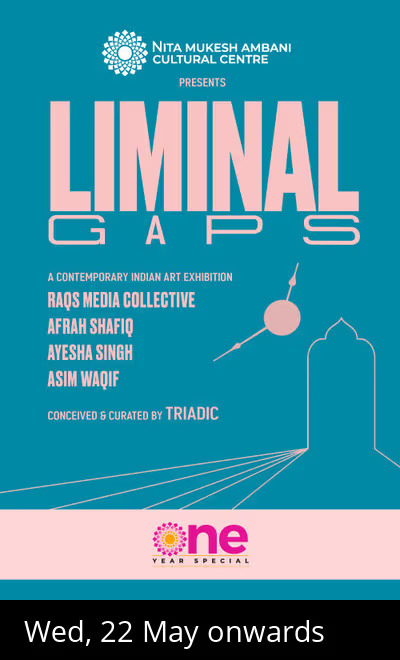 NITA MUKESH AMBANI
CULTURAL CENTRE
PRESENTS
LIMINAL
GAPS
A CONTEMPORARY INDIAN ART EXHIBITION
RAQS MEDIA COLLECTIVE
AFRAH SHAFIQ
AYESHA SINGH
ASIM WAQIF
CONCEIVED & CURATED BY TRIADIC
One
YEAR SPECIAL
Wed, 22 May onwards